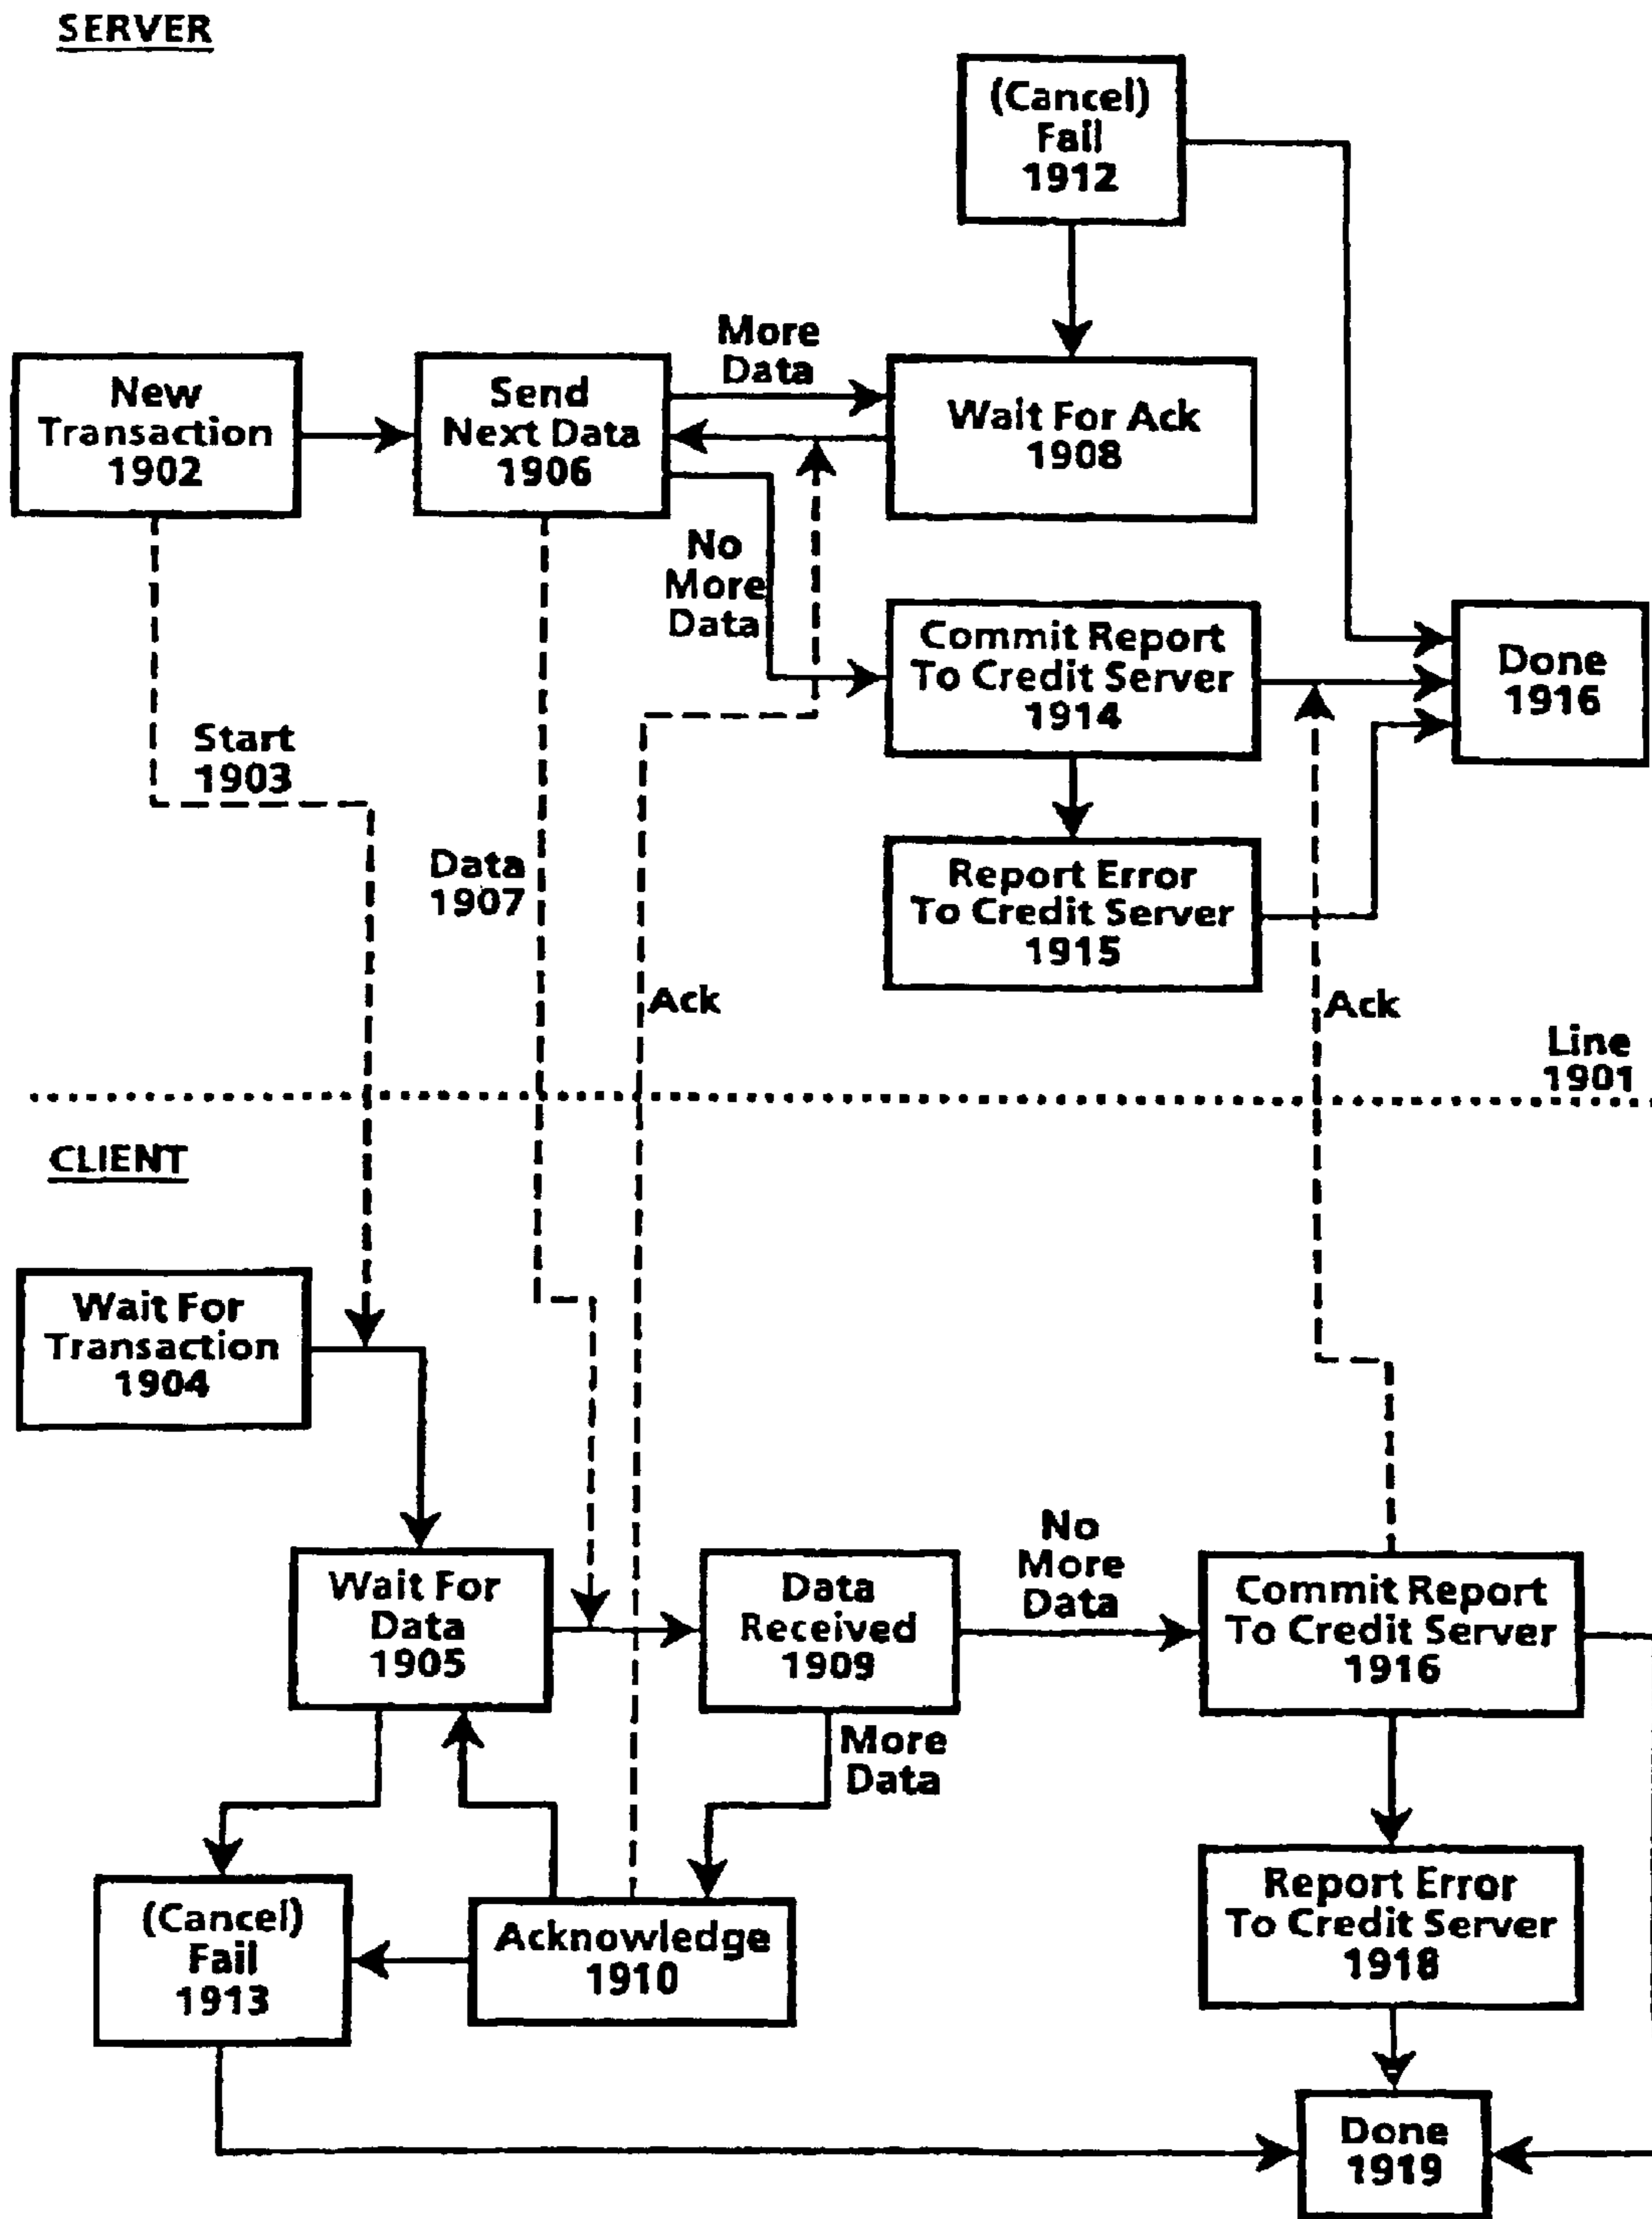 SERVER
(Cancel)
Fail
1912
New
Transaction
1902
Send
Next Data
1906
More
Data
Wait For Ack
1908
No
More
Data
Commit Report
To Credit Server
1914
Done
1916
Start
1903
Data
1907
Report Error
To Credit Server
1915
Ack
Ack
Line
1901
CLIENT
Wait For
Transaction
1904
Wait For
Data
1905
Data
Received
1909
No
More
Data
Commit Report
To Credit Server
1916
More
Data
(Cancel)
Fail
1913
Acknowledge
1910
Report Error
To Credit Server
1918
Done
1919